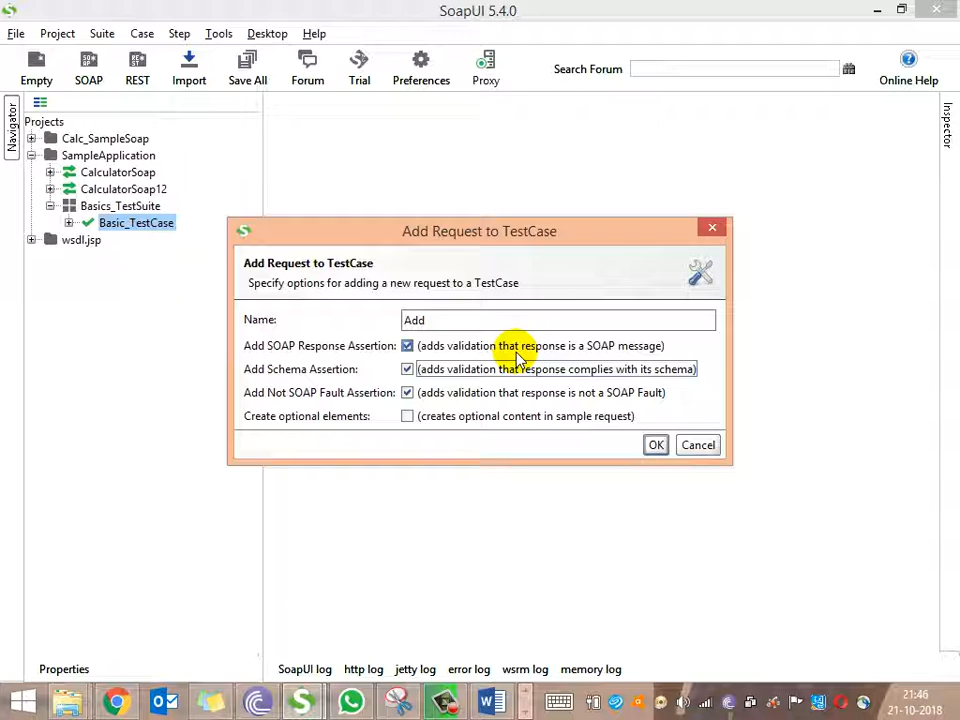 SoapUI 5.4.0
File Project Suite Case Step Tools Desktop Help
Empty SOAP REST Import Save All Forum Trial Preferences Proxy Search Forum Online Help
Navigator
Projects
Calc_SampleSoap
SampleApplication
CalculatorSoap
CalculatorSoap12
Basics_TestSuite
Basic_TestCase
wsdl.jsp
Inspector
Add Request to TestCase
Add Request to TestCase
Specify options for adding a new request to a TestCase
Name: Add
Add SOAP Response Assertion: (adds validation that response is a SOAP message)
Add Schema Assertion: (adds validation that response complies with its schema)
Add Not SOAP Fault Assertion: (adds validation that response is not a SOAP Fault)
Create optional elements: (creates optional content in sample request)
OK Cancel
Properties SoapUI log http log jetty log error log wsrm log memory log
21:46
21-10-2018